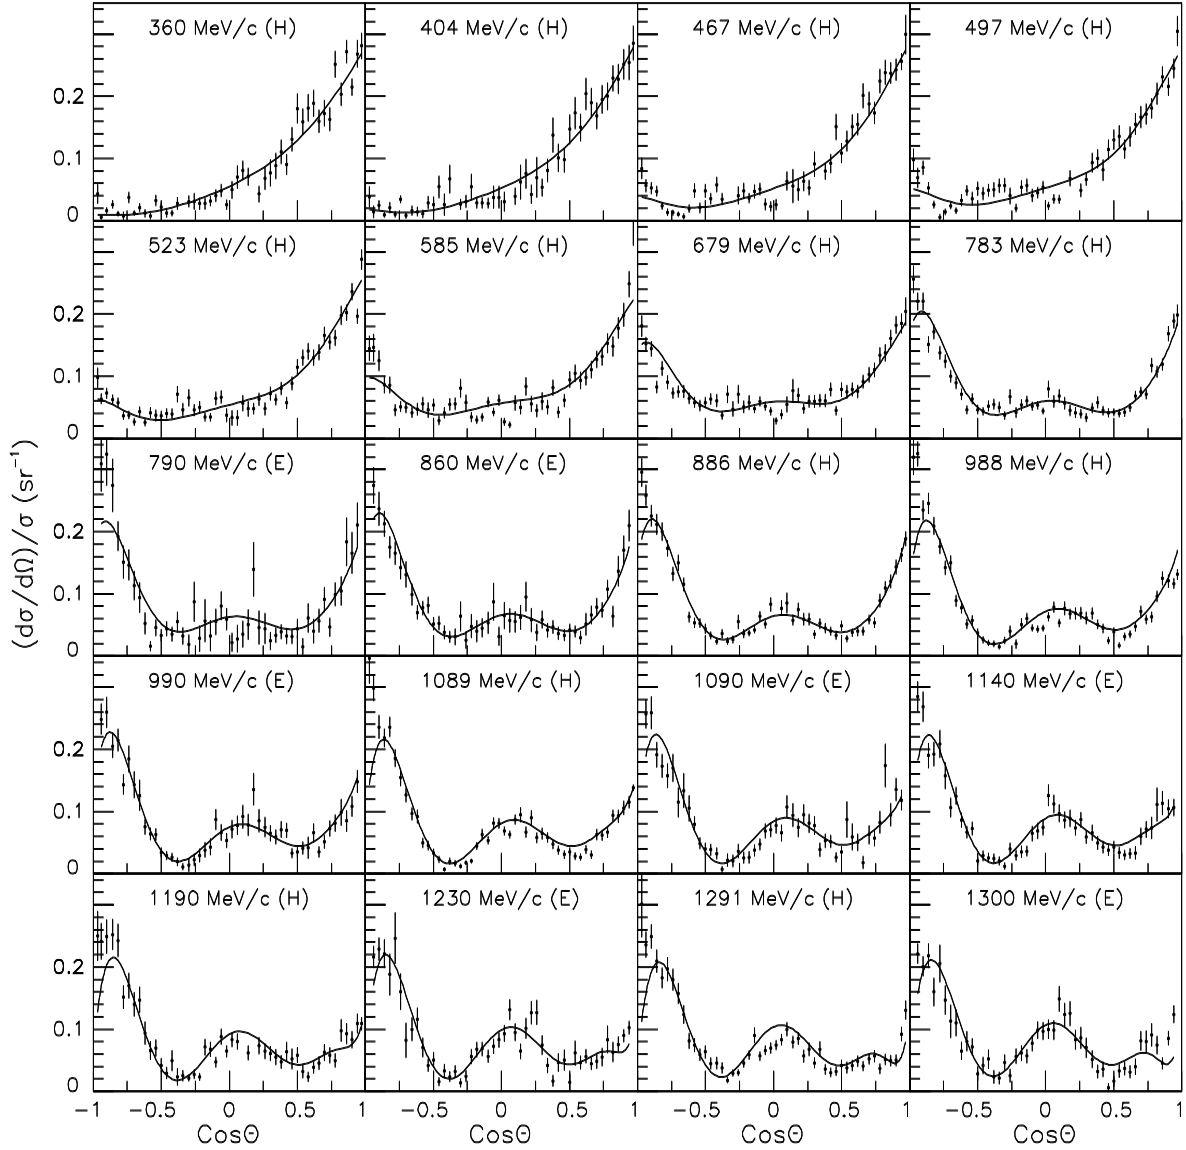 360 MeV/c (H) 404 MeV/c (H) 467 MeV/c (H) 497 MeV/c (H)
0.2
0.1
0
523 MeV/c (H) 585 MeV/c (H) 679 MeV/c (H) 783 MeV/c (H)
0.2
0.1
0
790 MeV/c (E) 860 MeV/c (E) 886 MeV/c (H) 988 MeV/c (H)
0.2
0.1
0
(dσ/dΩ)/σ (sr⁻¹)
990 MeV/c (E) 1089 MeV/c (H) 1090 MeV/c (E) 1140 MeV/c (E)
0.2
0.1
0
1190 MeV/c (H) 1230 MeV/c (E) 1291 MeV/c (H) 1300 MeV/c (E)
0.2
0.1
0
-1 -0.5 0 0.5 -0.5 0 0.5 -0.5 0 0.5 1 -0.5 0 0.5 1
CosΘ CosΘ CosΘ CosΘ